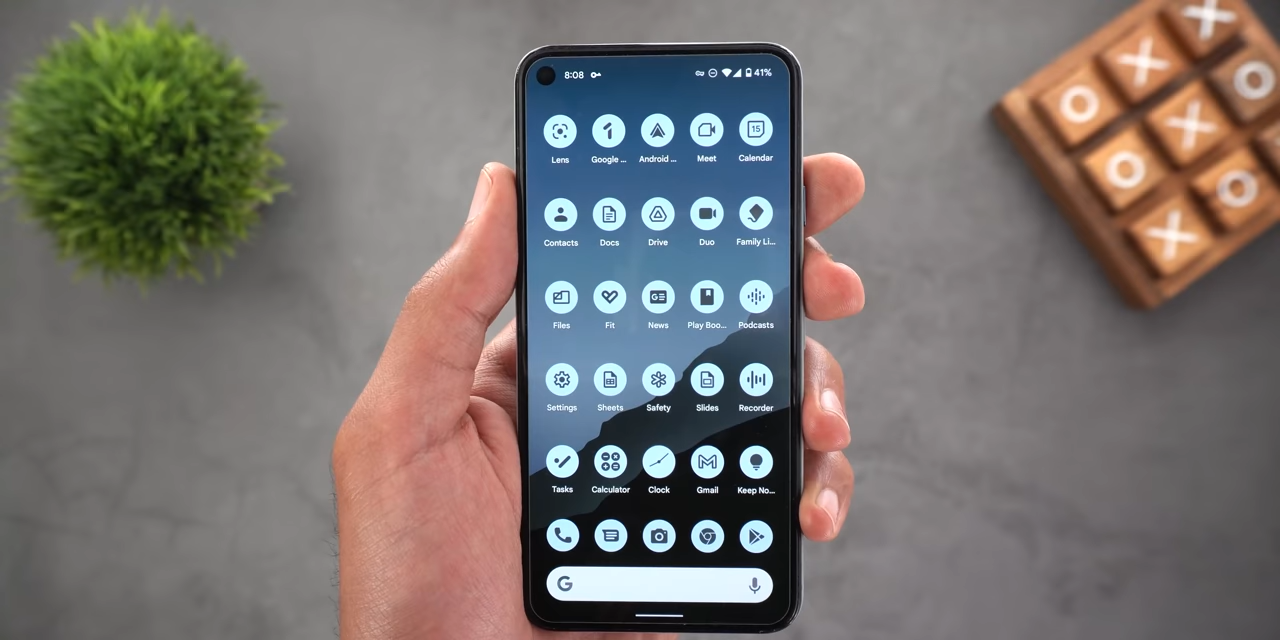 8:08 41%
Lens Google ... Android ... Meet Calendar
15
Contacts Docs Drive Duo Family Li...
Files Fit News Play Boo... Podcasts
Settings Sheets Safety Slides Recorder
Tasks Calculator Clock Gmail Keep No...
G
X
X O
O X
O O
X